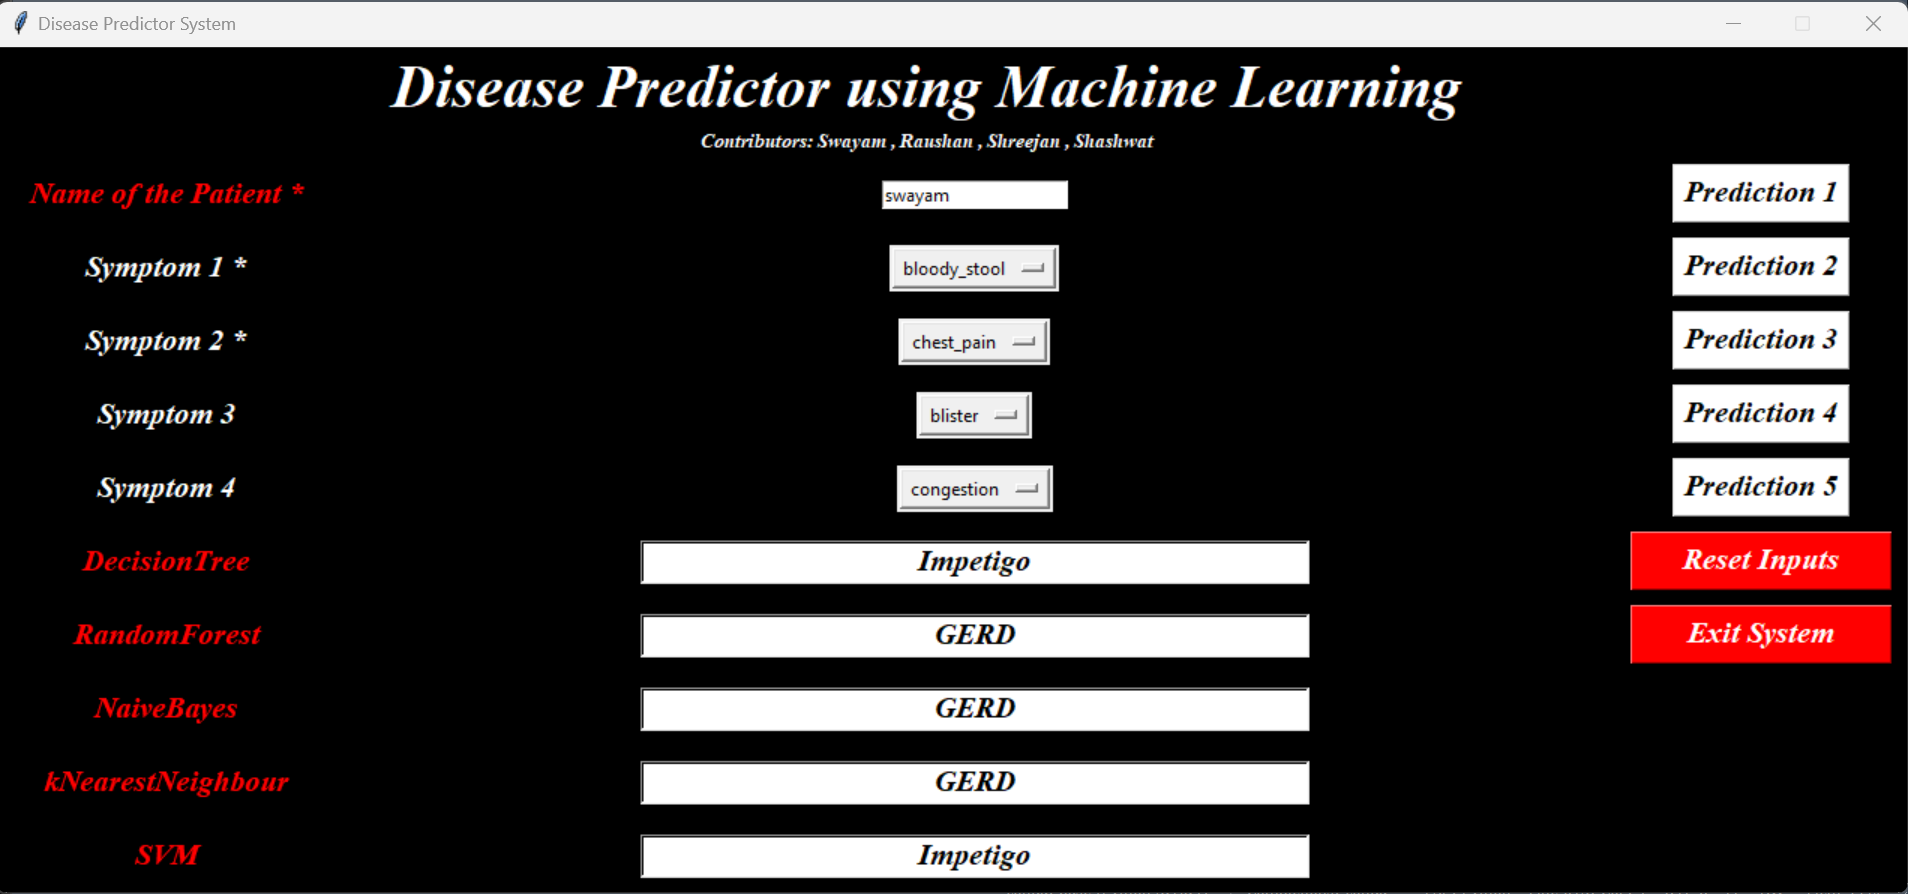 Disease Predictor System
Disease Predictor using Machine Learning
Contributors: Swayam , Raushan , Shreejan , Shashwat
Name of the Patient * swayam Prediction 1
Symptom 1 * bloody_stool Prediction 2
Symptom 2 * chest_pain Prediction 3
Symptom 3 blister Prediction 4
Symptom 4 congestion Prediction 5
DecisionTree Impetigo Reset Inputs
RandomForest GERD Exit System
NaiveBayes GERD
kNearestNeighbour GERD
SVM Impetigo